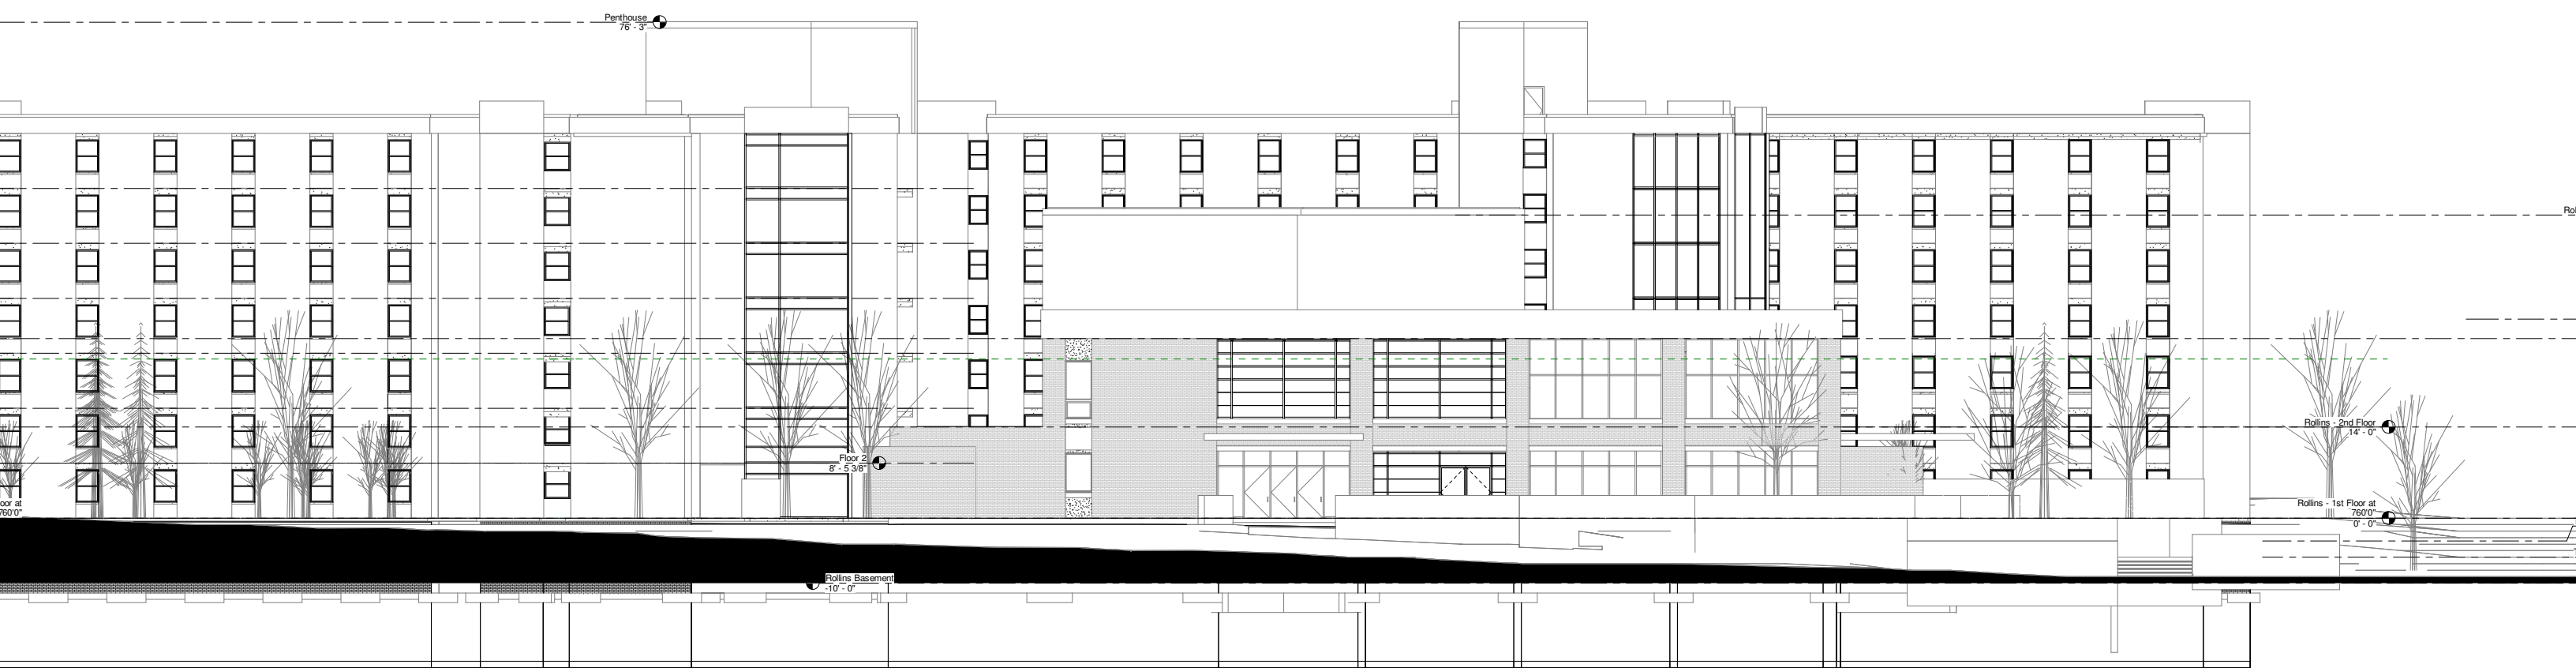 Penthouse
76' - 3"
Rol
Floor 2
8' - 5 3/8"
Rollins - 2nd Floor
14' - 0"
oor at
760'0"
Rollins - 1st Floor at
760'0"
0' - 0"
Rollins Basement
-10' - 0"